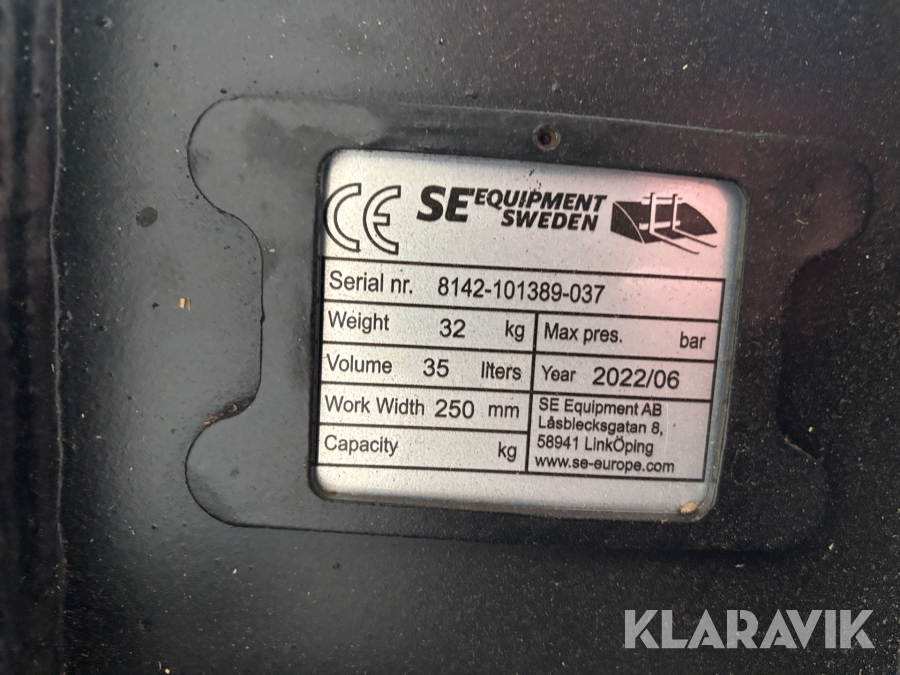 CE SE EQUIPMENT
SWEDEN
Serial nr. 8142-101389-037
Weight 32 kg
Max pres. bar
Volume 35 liters
Year 2022/06
Work Width 250 mm
SE Equipment AB
Låsblecksgatan 8,
58941 LinkÖping
www.se-europe.com
Capacity kg
KLARAVIK